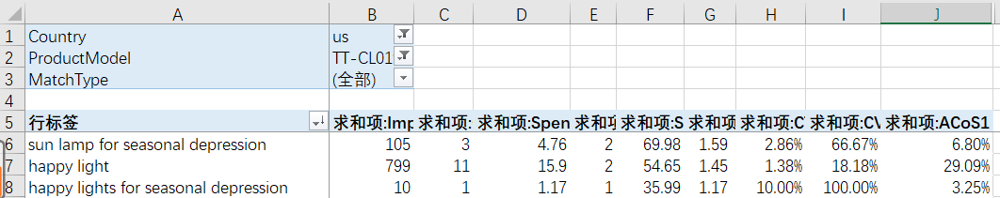 A B C D E F G H I J
1 Country us
2 ProductModel TT-CL01
3 MatchType (全部)
4
5 行标签 求和项:Imp 求和项: 求和项:Spen 求和项 求和项:S 求和项 求和项:C 求和项:CV 求和项:ACoS1
6 sun lamp for seasonal depression 105 3 4.76 2 69.98 1.59 2.86% 66.67% 6.80%
7 happy light 799 11 15.9 2 54.65 1.45 1.38% 18.18% 29.09%
8 happy lights for seasonal depression 10 1 1.17 1 35.99 1.17 10.00% 100.00% 3.25%